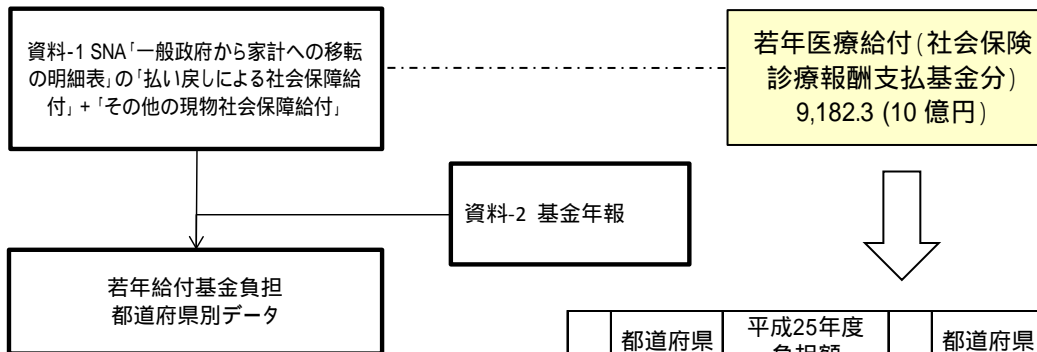 資料-1 SNA「一般政府から家計への移転
の明細表」の「払い戻しによる社会保障給
付」+「その他の現物社会保障給付」
若年医療給付(社会保険
診療報酬支払基金分)
9,182.3 (10 億円)
資料-2 基金年報
若年給付基金負担
都道府県別データ
都道府県
平成25年度
都道府県